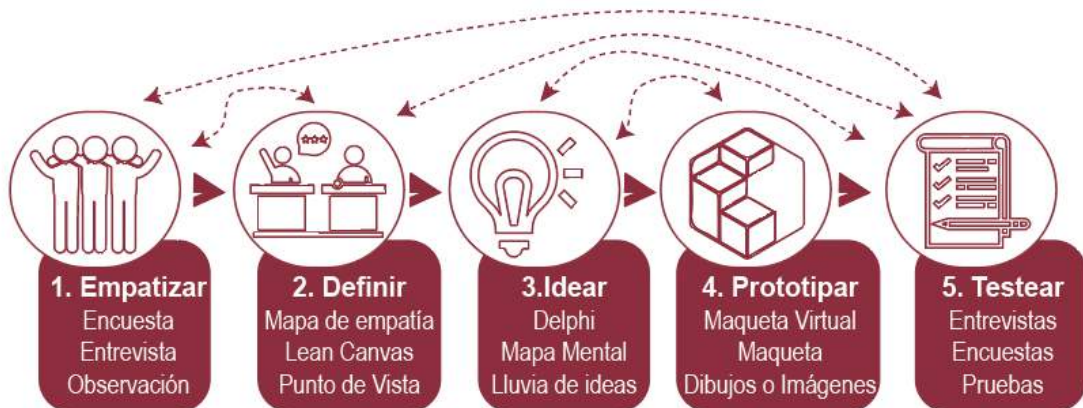 1. Empatizar
Encuesta
Entrevista
Observación
2. Definir
Mapa de empatía
Lean Canvas
Punto de Vista
3.Idear
Delphi
Mapa Mental
Lluvia de ideas
4. Prototipar
Maqueta Virtual
Maqueta
Dibujos o Imágenes
5. Testear
Entrevistas
Encuestas
Pruebas